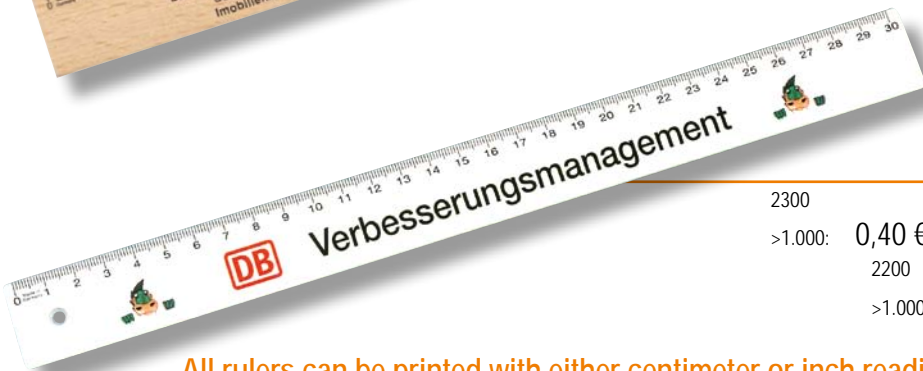 Imobilien
0 1 2 3 4 5 6 7 8 9 10 11 12 13 14 15 16 17 18 19 20 21 22 23 24 25 26 27 28 29 30
DB Verbesserungsmanagement
2300
>1.000: 0,40 €
2200
>1.000
All rulers can be printed with either centimeter or inch readi